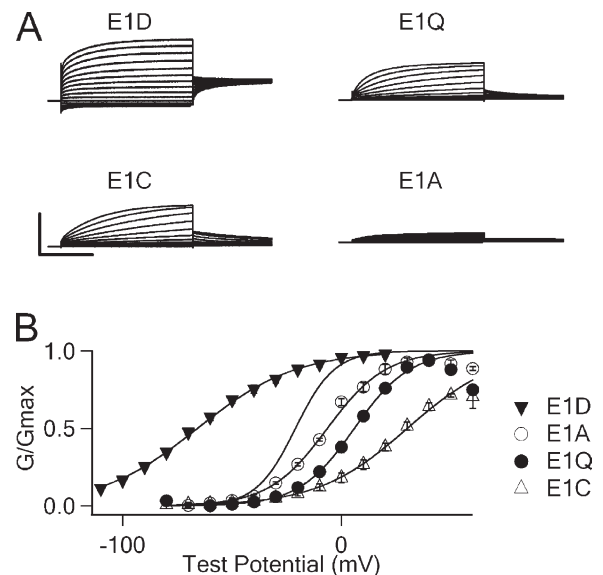 A
E1D
E1Q
E1C
E1A
B
1.0
0.5
0.0
G/Gmax
-100
0
Test Potential (mV)
E1D
E1A
E1Q
E1C